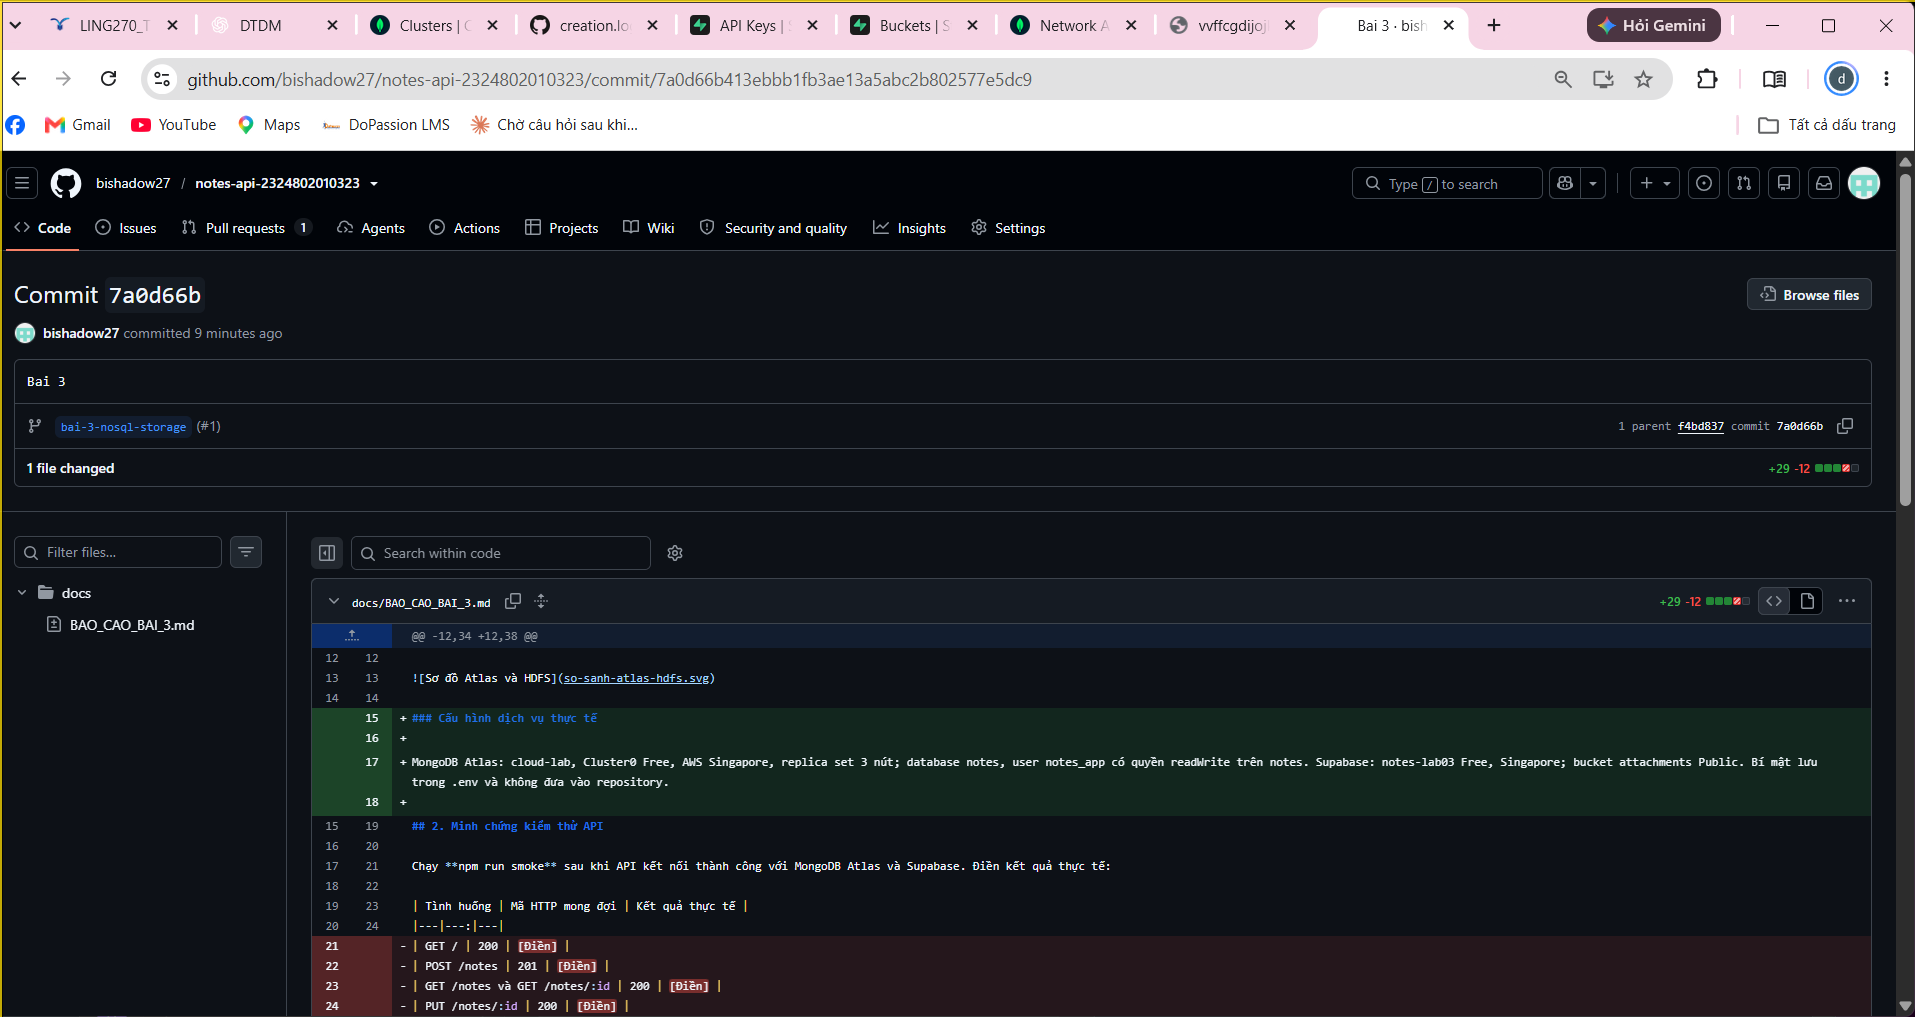 LING270_T
DTDM
Clusters | C
creation.lo
API Keys | S
Buckets | S
Network A
vvffcgdijoj
Bai 3 · bish
Hỏi Gemini
github.com/bishadow27/notes-api-2324802010323/commit/7a0d66b413ebbb1fb3ae13a5abc2b802577e5dc9
d
Gmail
YouTube
Maps
DoPassion LMS
Chờ câu hỏi sau khi...
Tất cả dấu trang
bishadow27 / notes-api-2324802010323
Type / to search
Code
Issues
Pull requests 1
Agents
Actions
Projects
Wiki
Security and quality
Insights
Settings
Commit 7a0d66b
Browse files
bishadow27 committed 9 minutes ago
Bai 3
bai-3-nosql-storage (#1)
1 parent f4bd837 commit 7a0d66b
1 file changed
+29 -12
Filter files...
Search within code
docs
BAO_CAO_BAI_3.md
docs/BAO_CAO_BAI_3.md
+29 -12
@@ -12,34 +12,38 @@
12 12
13 13 ![Sơ đồ Atlas và HDFS](so-sanh-atlas-hdfs.svg)
14 14
15 + ### Cấu hình dịch vụ thực tế
16 +
17 + MongoDB Atlas: cloud-lab, Cluster0 Free, AWS Singapore, replica set 3 nút; database notes, user notes_app có quyền readWrite trên notes. Supabase: notes-lab03 Free, Singapore; bucket attachments Public. Bí mật lưu
trong .env và không đưa vào repository.
18 +
15 19 ## 2. Minh chứng kiểm thử API
16 20
17 21 Chạy **npm run smoke** sau khi API kết nối thành công với MongoDB Atlas và Supabase. Điền kết quả thực tế:
18 22
19 23 | Tình huống | Mã HTTP mong đợi | Kết quả thực tế |
20 24 |---|---:|---|
21 - | GET / | 200 | [Điền] |
22 - | POST /notes | 201 | [Điền] |
23 - | GET /notes và GET /notes/:id | 200 | [Điền] |
24 - | PUT /notes/:id | 200 | [Điền] |